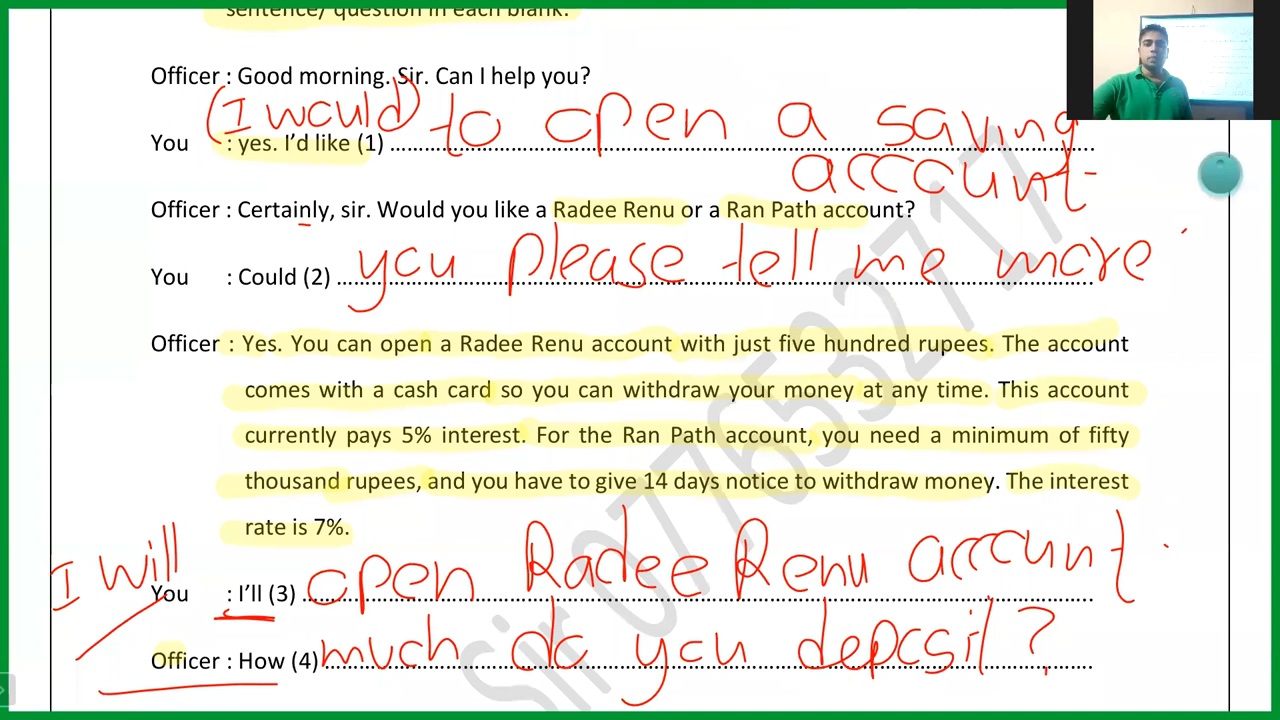 sentence/ question in each blank.
Officer : Good morning. Sir. Can I help you?
(I would) to open a saving
You : yes. I'd like (1) ................
account
Officer : Certainly, sir. Would you like a Radee Renu or a Ran Path account?
You : Could (2) ................ you please tell me more
Officer : Yes. You can open a Radee Renu account with just five hundred rupees. The account
comes with a cash card so you can withdraw your money at any time. This account
currently pays 5% interest. For the Ran Path account, you need a minimum of fifty
thousand rupees, and you have to give 14 days notice to withdraw money. The interest
rate is 7%.
I will
You : I'll (3) ................ open Radee Renu account
Officer : How (4) ................ much do you deposit?
Sir 0776532717